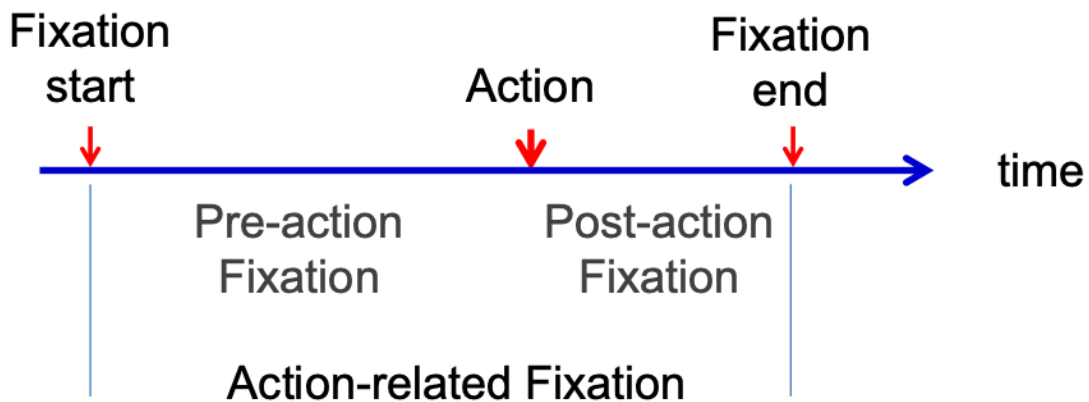 Fixation
start
Action
Fixation
end
time
Pre-action
Fixation
Post-action
Fixation
Action-related Fixation